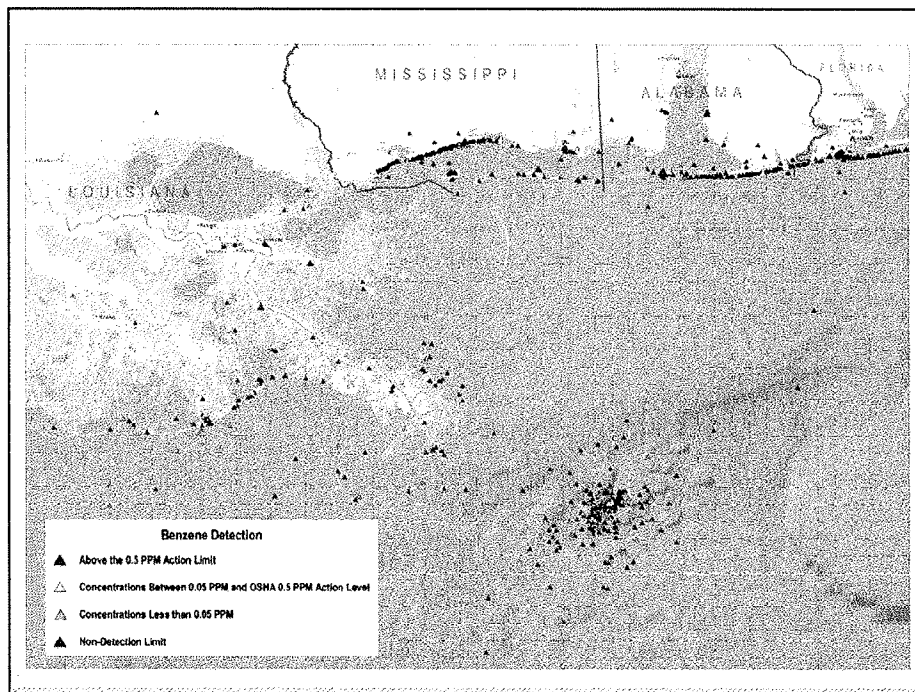 MISSISSIPPI
FLORIDA
ALABAMA
LOUISIANA
Benzene Detection
Above the 0.5 PPM Action Limit
Concentrations Between 0.05 PPM and OSHA 0.5 PPM Action Level
Concentrations Less than 0.05 PPM
Non-Detection Limit